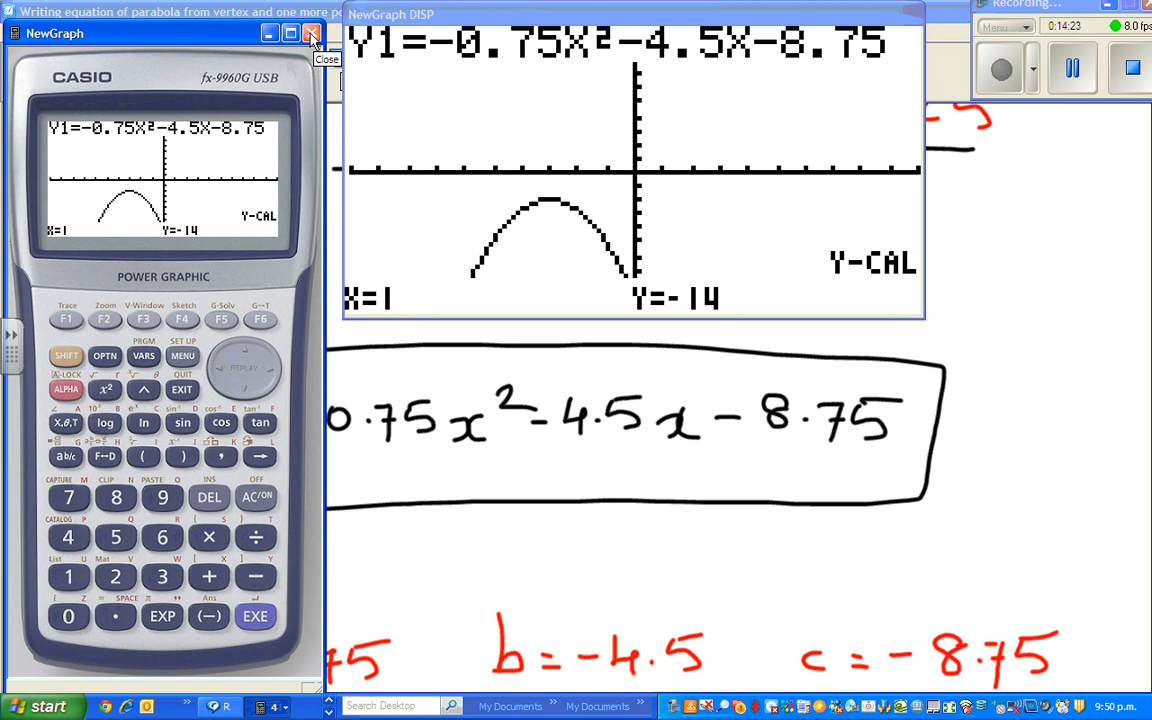 Writing equation of parabola from vertex and one more po
NewGraph
Close
NewGraph DISP
Recording...
Menu
0:14:23
8.0 fps
CASIO
fx-9960G USB
Y1=-0.75X²-4.5X-8.75
Y-CAL
X=1 Y=-14
POWER GRAPHIC
Trace Zoom V-Window Sketch G-Solv G↔T
F1 F2 F3 F4 F5 F6
PRGM SET UP
SHIFT OPTN VARS MENU
REPLAY
A-LOCK QUIT
ALPHA x² ^ EXIT
X,θ,T log ln sin cos tan
a b/c F↔D ( ) , →
CAPTURE M CLIP N PASTE O INS OFF
7 8 9 DEL AC/ON
CATALOG P Q R { S } T
4 5 6 × ÷
List U Mat V W [ X ] Y
1 2 3 + −
Z SPACE Ans
0 . EXP (−) EXE
Y1=-0.75X²-4.5X-8.75
Y-CAL
X=1 Y=-14
0.75x²-4.5x-8.75
75 b=-4.5 c=-8.75
start
R
4
Search Desktop
My Documents
My Documents
9:50 p.m.